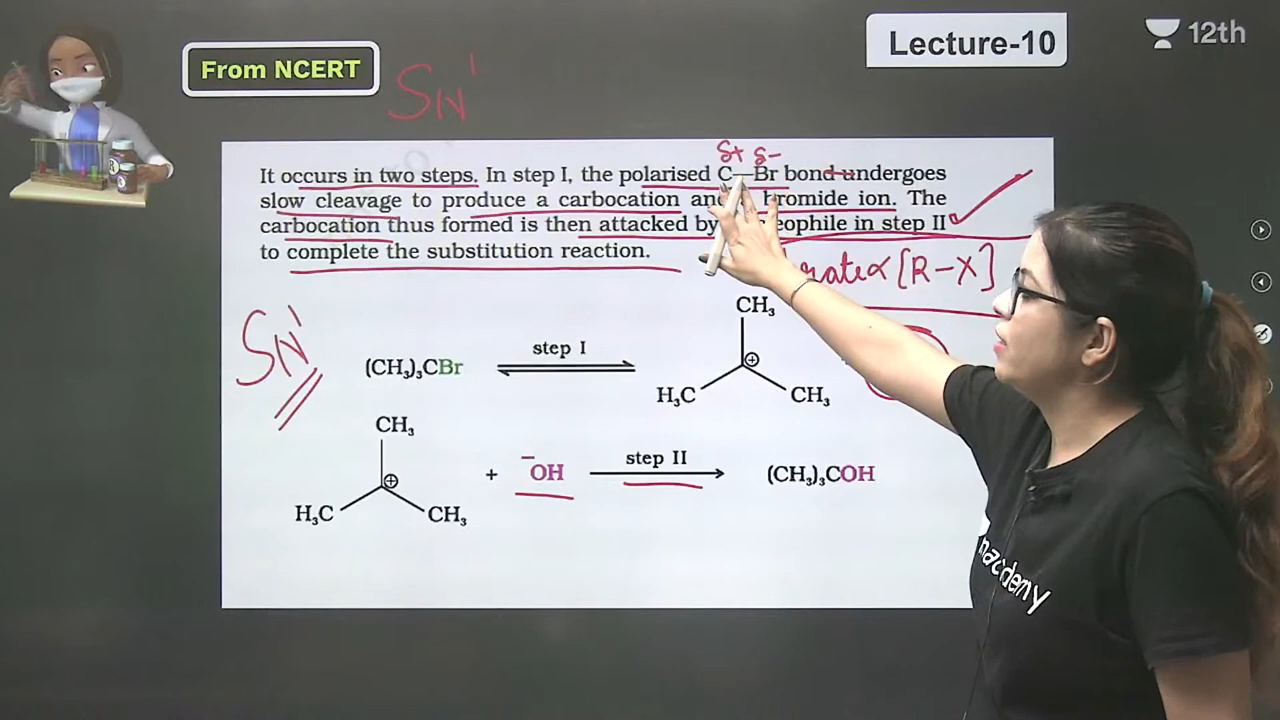 Lecture-10
12th
From NCERT
SN1
δ+ δ-
It occurs in two steps. In step I, the polarised C—Br bond undergoes
slow cleavage to produce a carbocation and bromide ion. The
carbocation thus formed is then attacked by eophile in step II
to complete the substitution reaction.
rate ∝ [R-X]
SN1
(CH₃)₃CBr
step I
CH₃
⊕
H₃C
CH₃
CH₃
⊕
H₃C
CH₃
+
⁻OH
step II
(CH₃)₃COH
unacademy